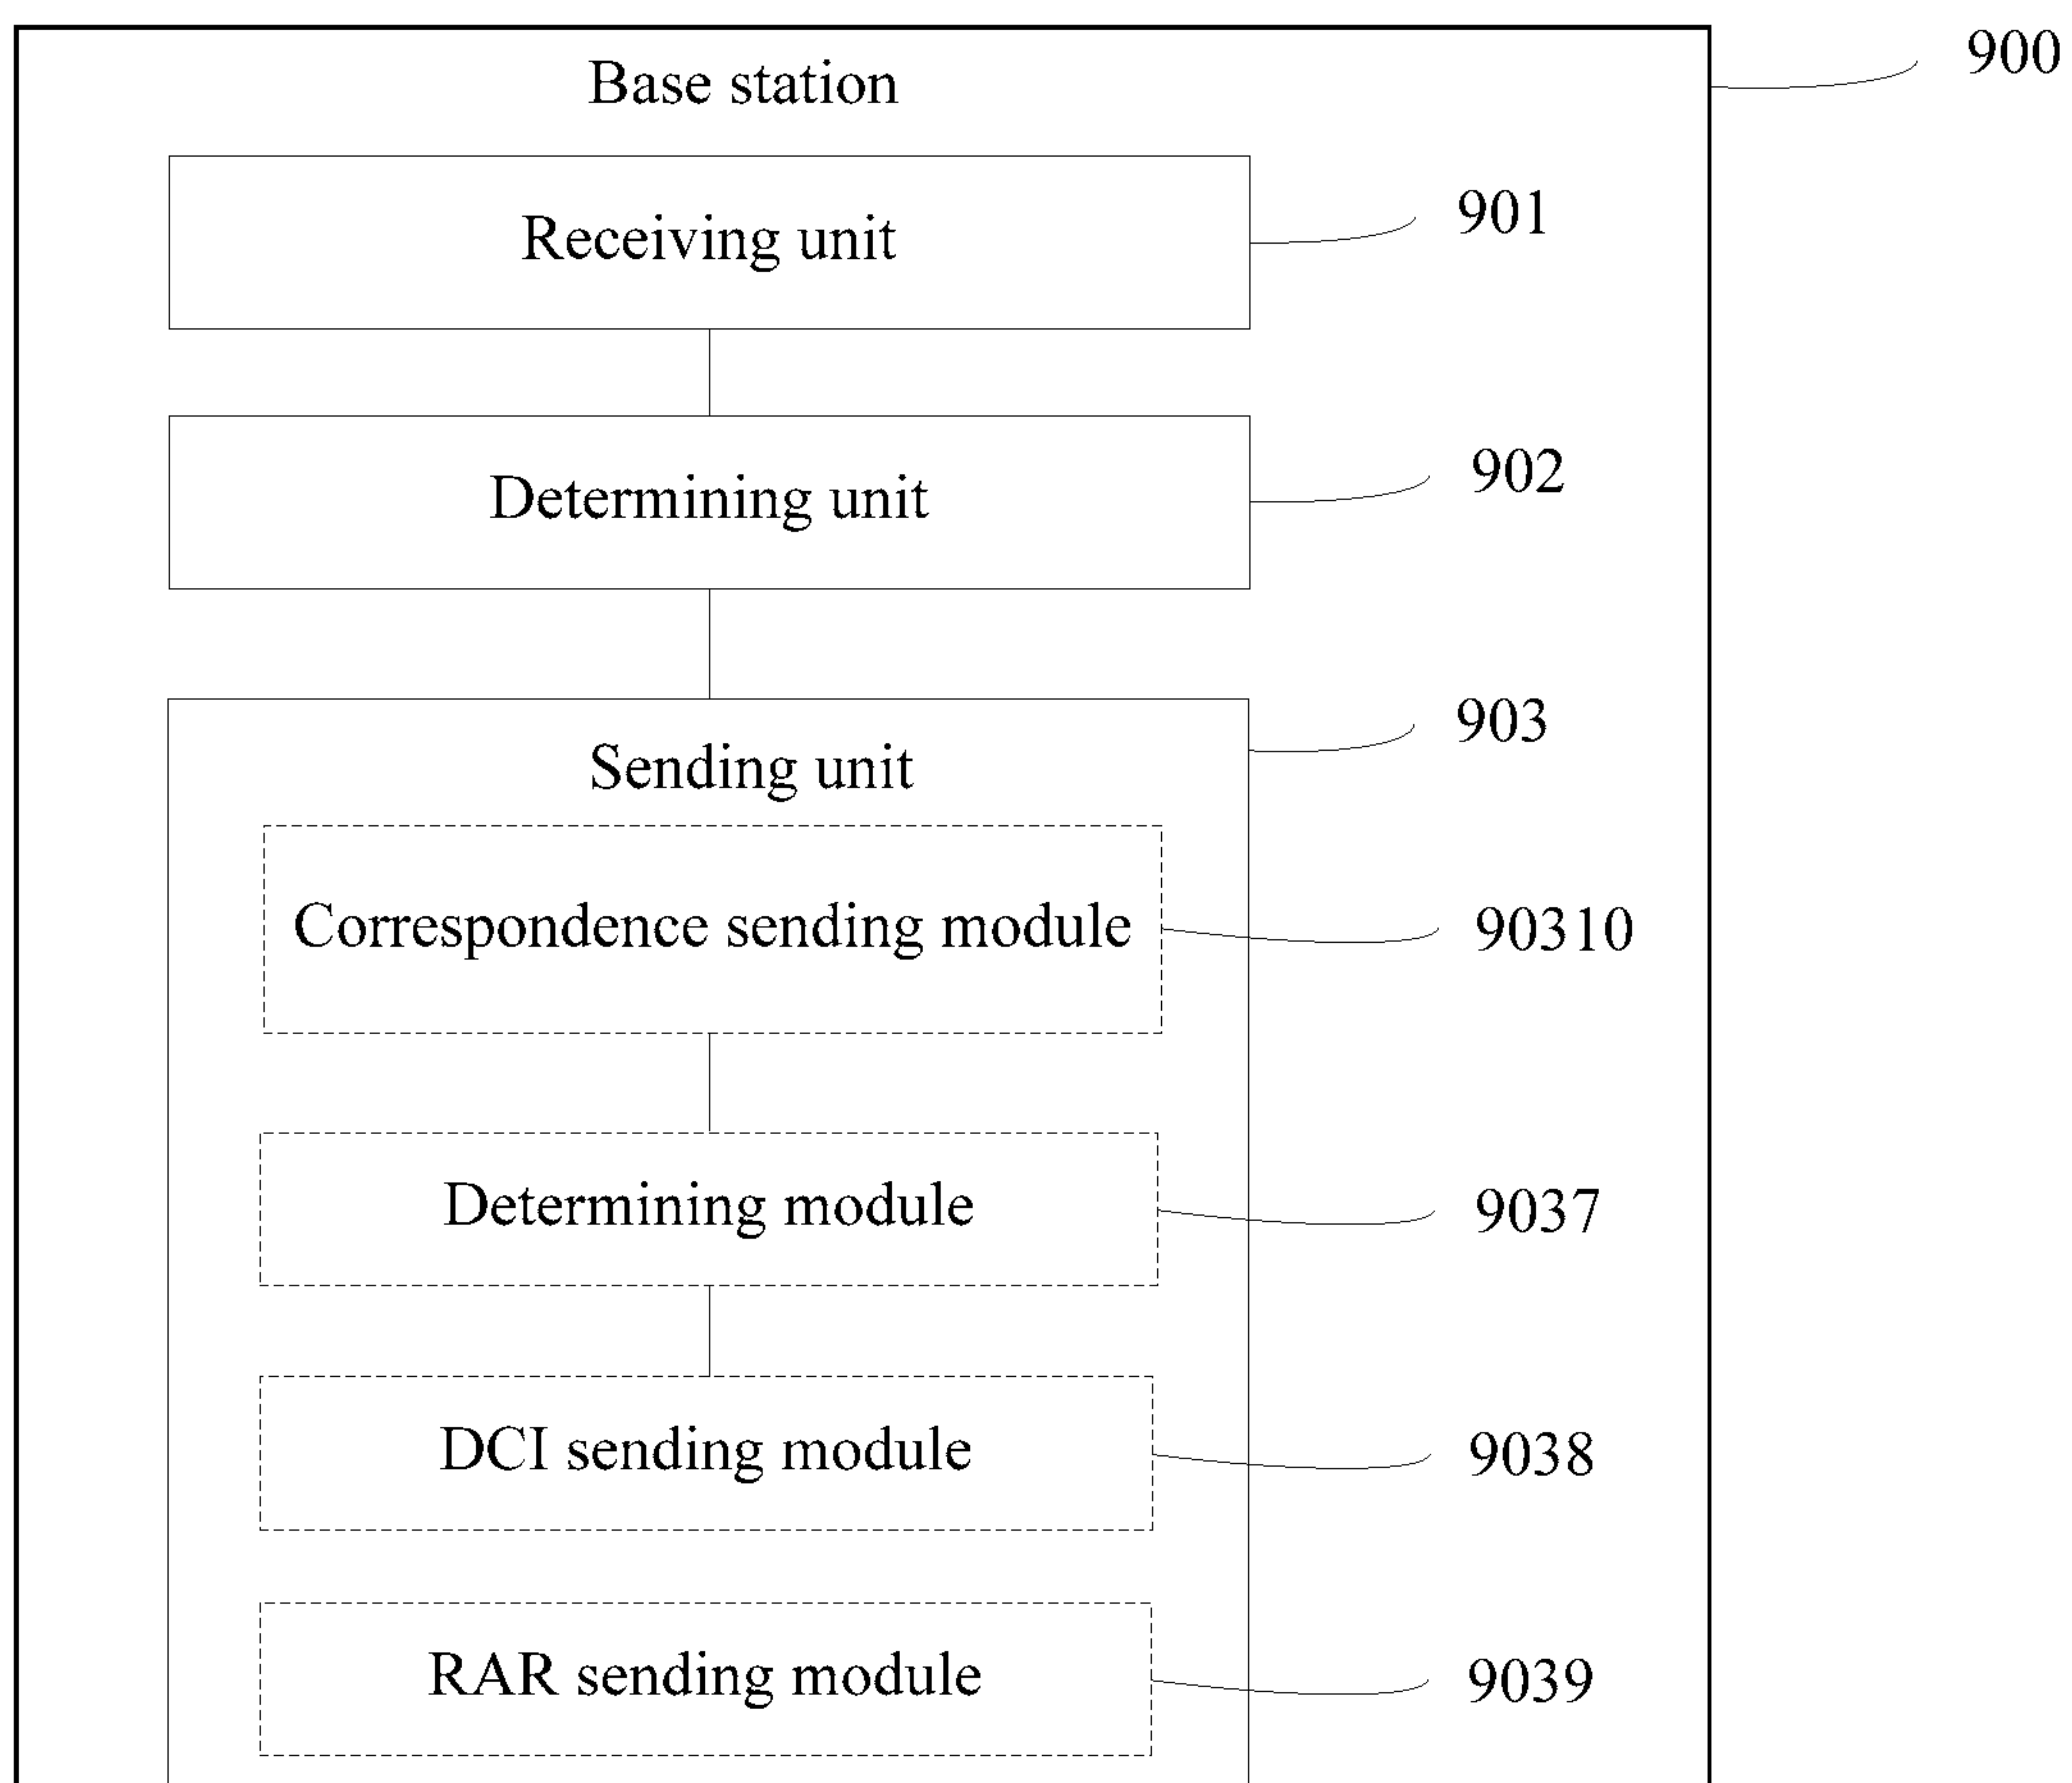 Base station
900
Receiving unit
901
Determining unit
902
Sending unit
903
Correspondence sending module
90310
Determining module
9037
DCI sending module
9038
RAR sending module
9039